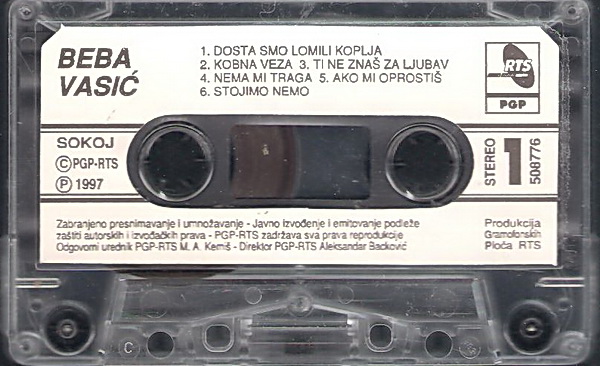 BEBA
VASIĆ
1. DOSTA SMO LOMILI KOPLJA
2. KOBNA VEZA 3. TI NE ZNAŠ ZA LJUBAV
4. NEMA MI TRAGA 5. AKO MI OPROSTIŠ
6. STOJIMO NEMO
RTS
PGP
SOKOJ
Ⓒ PGP-RTS
Ⓟ 1997
STEREO
1
508776
Zabranjeno presnimavanje i umnožavanje - Javno izvođenje i emitovanje podleže
zaštiti autorskih i izvođačkih prava - PGP-RTS zadržava sva prava reprodukcije
Odgovorni urednik PGP-RTS M. A. Kemiš - Direktor PGP-RTS Aleksandar Backović
Produkcija
Gramofonskih
Ploča RTS
C